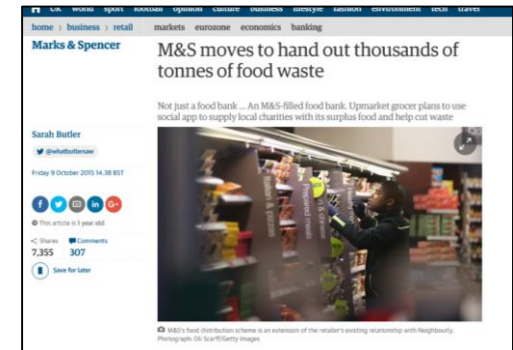 UK world sport football opinion culture business lifestyle fashion environment tech travel
home › business › retail markets eurozone economics banking
Marks & Spencer
M&S moves to hand out thousands of
tonnes of food waste
Not just a food bank ... An M&S-filled food bank. Upmarket grocer plans to use
social app to supply local charities with its surplus food and help cut waste
Sarah Butler
@whatbutlersaw
Friday 9 October 2015 14.38 BST
This article is 1 year old
Shares
7,355
Comments
307
Save for later
Italian & pizzas
Prepared meals
M&S's food distribution scheme is an extension of the retailer's existing relationship with Neighbourly.
Photograph: Oli Scarff/Getty Images